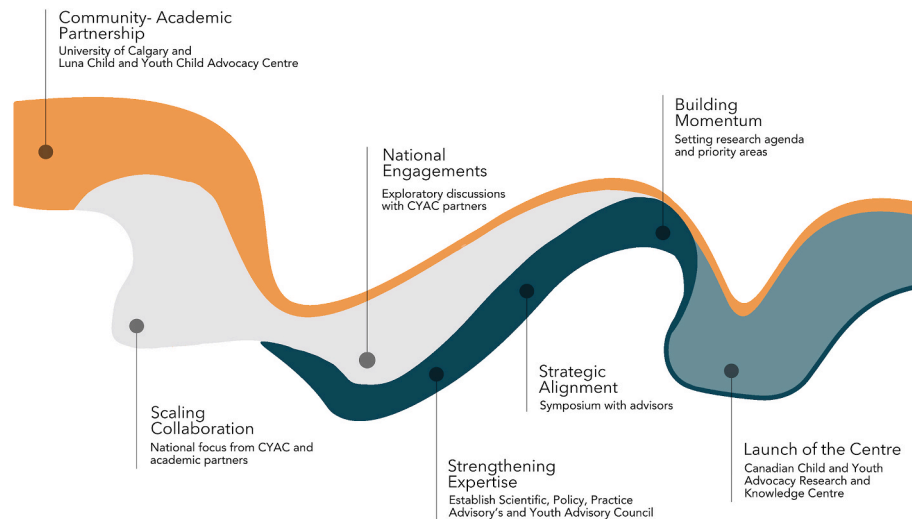 Community- Academic
Partnership
University of Calgary and
Luna Child and Youth Child Advocacy Centre
Scaling
Collaboration
National focus from CYAC and
academic partners
National
Engagements
Exploratory discussions
with CYAC partners
Strengthening
Expertise
Establish Scientific, Policy, Practice
Advisory's and Youth Advisory Council
Strategic
Alignment
Symposium with advisors
Building
Momentum
Setting research agenda
and priority areas
Launch of the Centre
Canadian Child and Youth
Advocacy Research and
Knowledge Centre